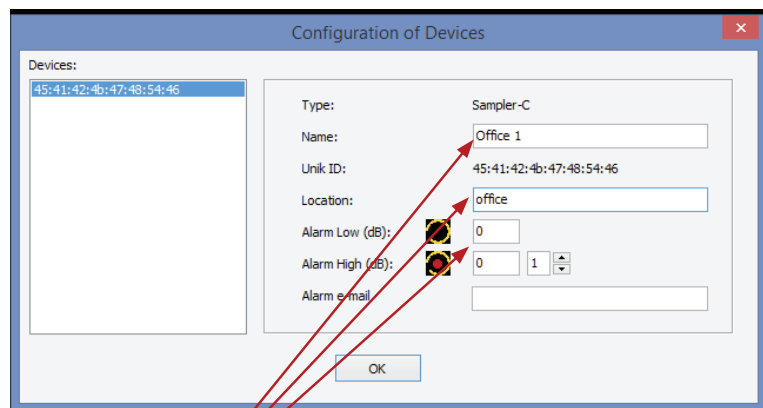 Configuration of Devices
Devices:
45:41:42:4b:47:48:54:46
Type: Sampler-C
Name: Office 1
Unik ID: 45:41:42:4b:47:48:54:46
Location: office
Alarm Low (dB): 0
Alarm High (dB): 0 1
Alarm e-mail
OK